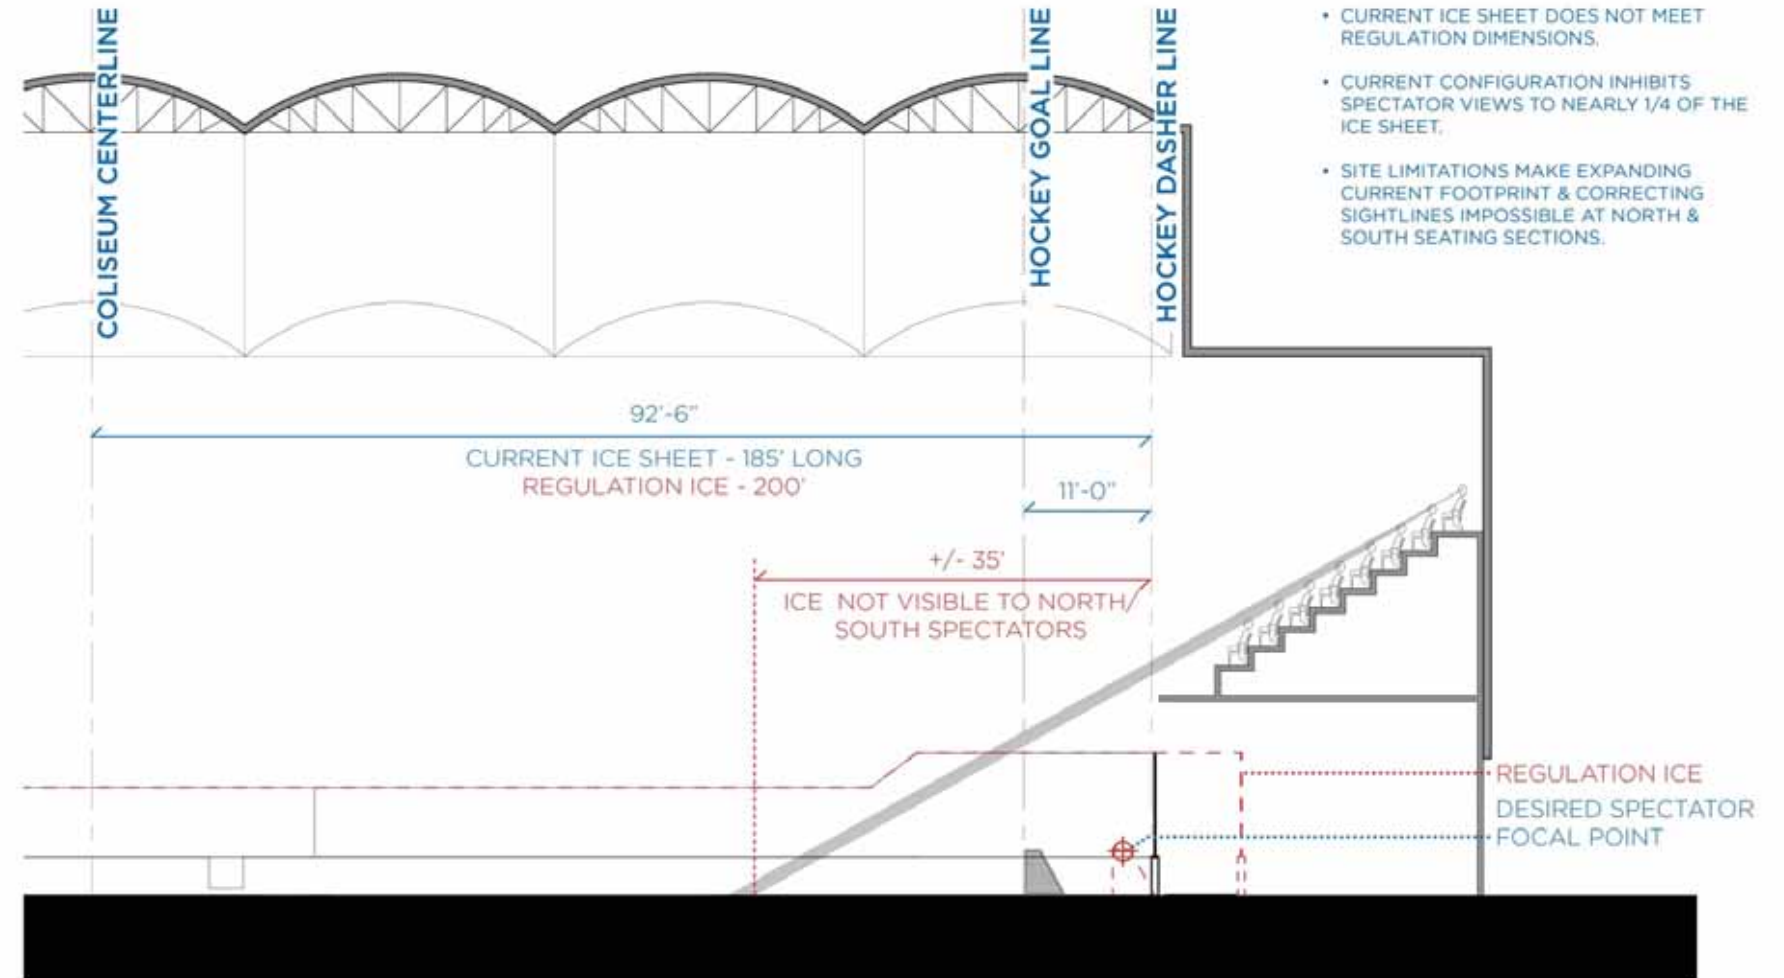 COLISEUM CENTERLINE
HOCKEY GOAL LINE
HOCKEY DASHER LINE
• CURRENT ICE SHEET DOES NOT MEET
REGULATION DIMENSIONS.
• CURRENT CONFIGURATION INHIBITS
SPECTATOR VIEWS TO NEARLY 1/4 OF THE
ICE SHEET.
• SITE LIMITATIONS MAKE EXPANDING
CURRENT FOOTPRINT & CORRECTING
SIGHTLINES IMPOSSIBLE AT NORTH &
SOUTH SEATING SECTIONS.
92'-6"
CURRENT ICE SHEET - 185' LONG
REGULATION ICE - 200'
11'-0"
+/- 35'
ICE NOT VISIBLE TO NORTH/
SOUTH SPECTATORS
REGULATION ICE
DESIRED SPECTATOR
FOCAL POINT